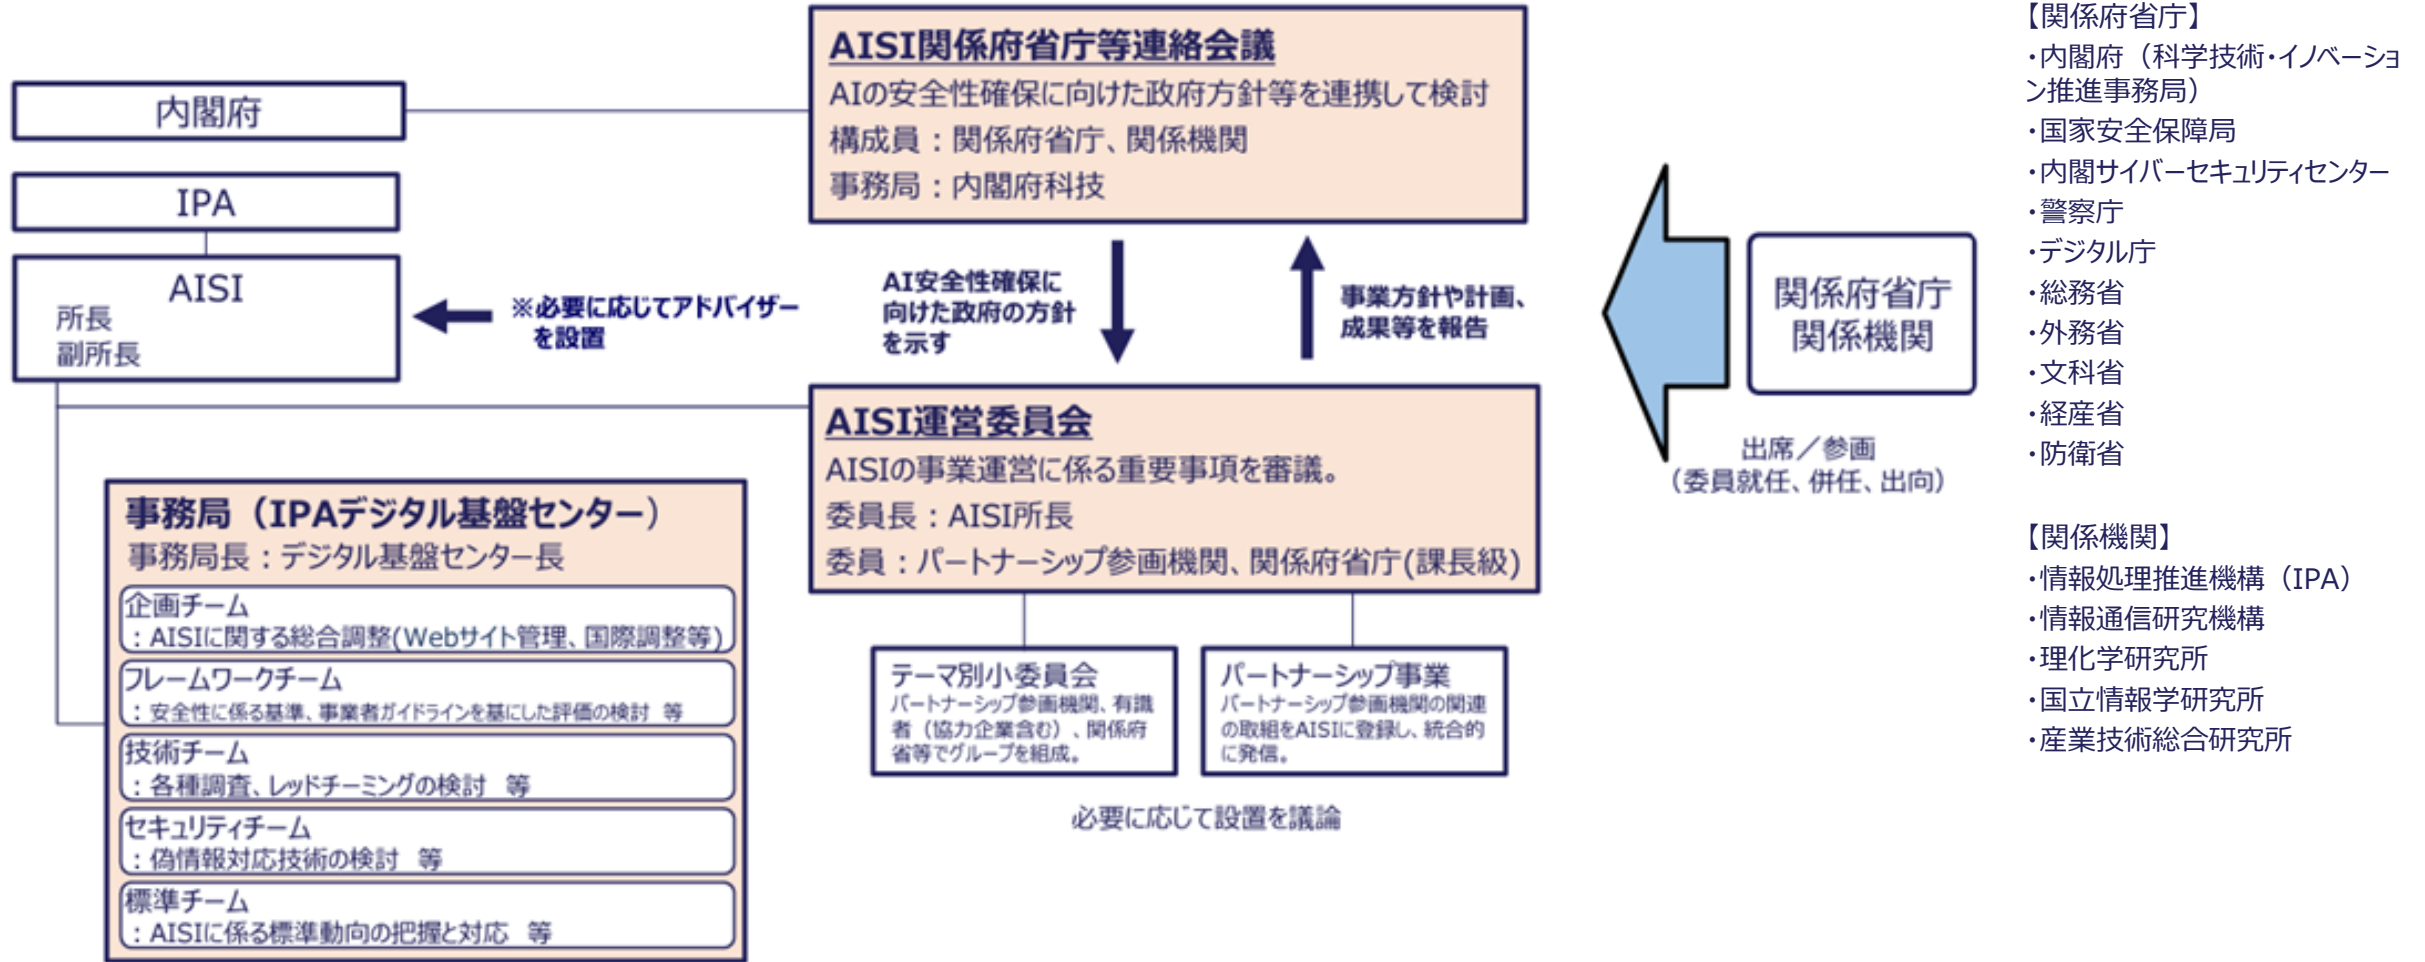 内閣府
IPA
AISI
所長
副所長
※必要に応じてアドバイザー
を設置
AISI関係府省庁等連絡会議
AIの安全性確保に向けた政府方針等を連携して検討
構成員：関係府省庁、関係機関
事務局：内閣府科技
AI安全性確保に
向けた政府の方針
を示す
事業方針や計画、
成果等を報告
AISI運営委員会
AISIの事業運営に係る重要事項を審議。
委員長：AISI所長
委員：パートナーシップ参画機関、関係府省庁(課長級)
テーマ別小委員会
パートナーシップ参画機関、有識
者（協力企業含む）、関係府
省等でグループを組成。
パートナーシップ事業
パートナーシップ参画機関の関連
の取組をAISIに登録し、統合的
に発信。
必要に応じて設置を議論
事務局（IPAデジタル基盤センター）
事務局長：デジタル基盤センター長
企画チーム
：AISIに関する総合調整(Webサイト管理、国際調整等)
フレームワークチーム
：安全性に係る基準、事業者ガイドラインを基にした評価の検討 等
技術チーム
：各種調査、レッドチーミングの検討 等
セキュリティチーム
：偽情報対応技術の検討 等
標準チーム
：AISIに係る標準動向の把握と対応 等
関係府省庁
関係機関
出席／参画
（委員就任、併任、出向）
【関係府省庁】
・内閣府（科学技術・イノベーショ
ン推進事務局）
・国家安全保障局
・内閣サイバーセキュリティセンター
・警察庁
・デジタル庁
・総務省
・外務省
・文科省
・経産省
・防衛省
【関係機関】
・情報処理推進機構（IPA）
・情報通信研究機構
・理化学研究所
・国立情報学研究所
・産業技術総合研究所